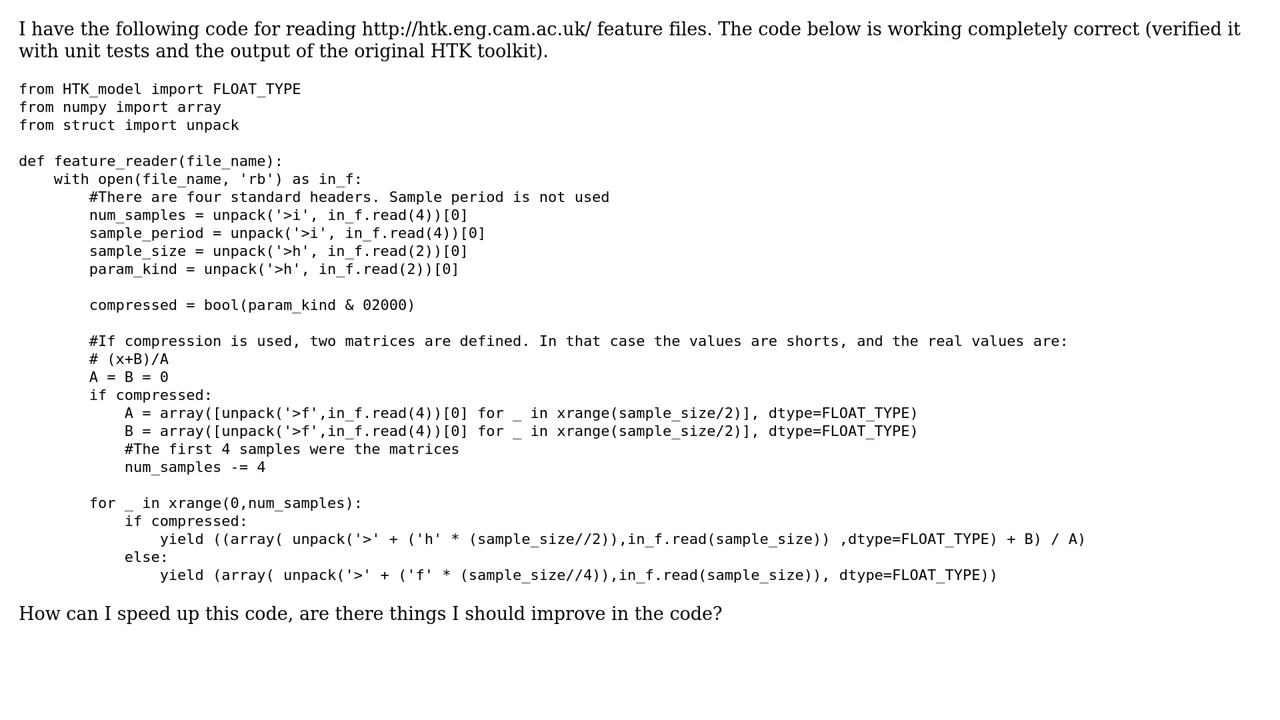 I have the following code for reading http://htk.eng.cam.ac.uk/ feature files. The code below is working completely correct (verified it
with unit tests and the output of the original HTK toolkit).
from HTK_model import FLOAT_TYPE
from numpy import array
from struct import unpack
def feature_reader(file_name):
    with open(file_name, 'rb') as in_f:
        #There are four standard headers. Sample period is not used
        num_samples = unpack('>i', in_f.read(4))[0]
        sample_period = unpack('>i', in_f.read(4))[0]
        sample_size = unpack('>h', in_f.read(2))[0]
        param_kind = unpack('>h', in_f.read(2))[0]
        compressed = bool(param_kind & 02000)
        #If compression is used, two matrices are defined. In that case the values are shorts, and the real values are:
        # (x+B)/A
        A = B = 0
        if compressed:
            A = array([unpack('>f',in_f.read(4))[0] for _ in xrange(sample_size/2)], dtype=FLOAT_TYPE)
            B = array([unpack('>f',in_f.read(4))[0] for _ in xrange(sample_size/2)], dtype=FLOAT_TYPE)
            #The first 4 samples were the matrices
            num_samples -= 4
        for _ in xrange(0,num_samples):
            if compressed:
                yield ((array( unpack('>' + ('h' * (sample_size//2)),in_f.read(sample_size)) ,dtype=FLOAT_TYPE) + B) / A)
            else:
                yield (array( unpack('>' + ('f' * (sample_size//4)),in_f.read(sample_size)), dtype=FLOAT_TYPE))
How can I speed up this code, are there things I should improve in the code?